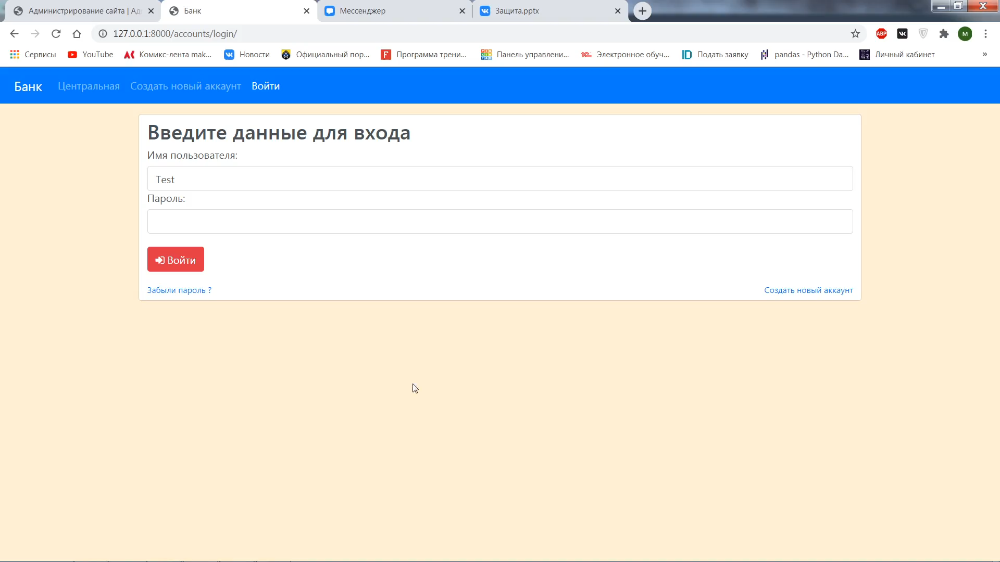 Администрирование сайта | Ад
Банк
Мессенджер
Защита.pptx
127.0.0.1:8000/accounts/login/
ABP
M
Сервисы
YouTube
Комикс-лента mak...
Новости
Официальный пор...
Программа трени...
Панель управлени...
Электронное обуч...
Подать заявку
pandas - Python Da...
Личный кабинет
»
Банк
Центральная
Создать новый аккаунт
Войти
Введите данные для входа
Имя пользователя:
Test
Пароль:
Войти
Забыли пароль ?
Создать новый аккаунт